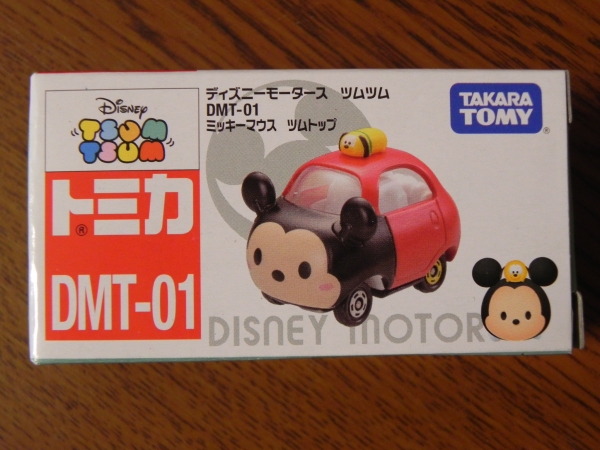 Disney
TSUM
TSUM
トミカ
®
DMT-01
ディズニーモータース ツムツム
DMT-01
ミッキーマウス ツムトップ
TAKARA
TOMY®
DISNEY MOTOR